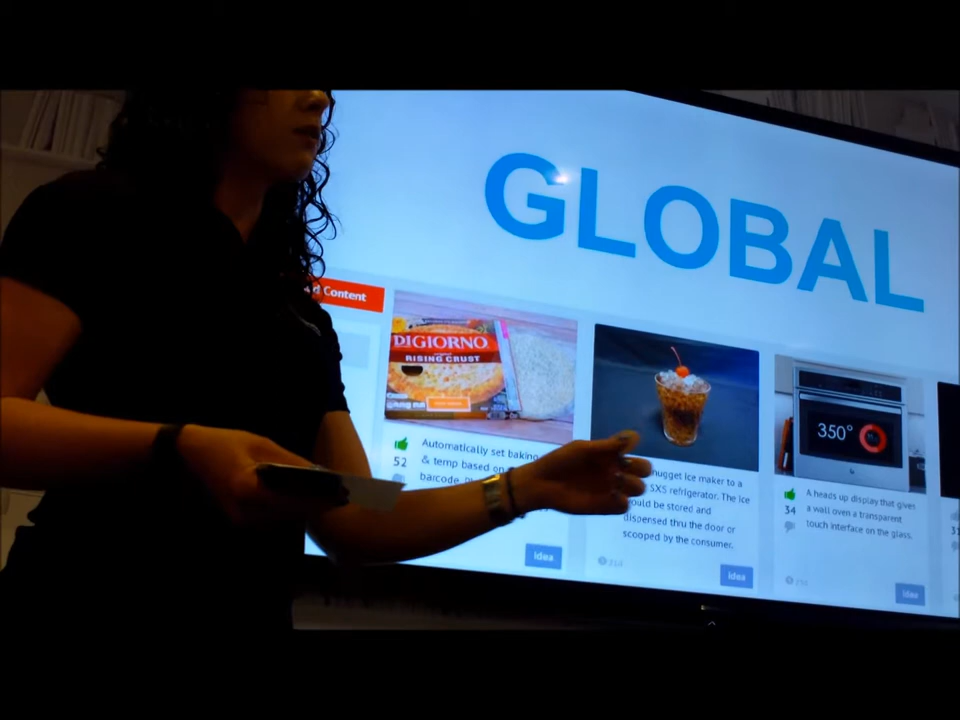 GLOBAL
d Content
DIGIORNO
RISING CRUST
350°
Automatically set baking
& temp based on
barcode.
52
nugget ice maker to a
SXS refrigerator. The ice
ould be stored and
dispensed thru the door or
scooped by the consumer.
A heads up display that gives
a wall oven a transparent
touch interface on the glass.
34
idea
idea
idea